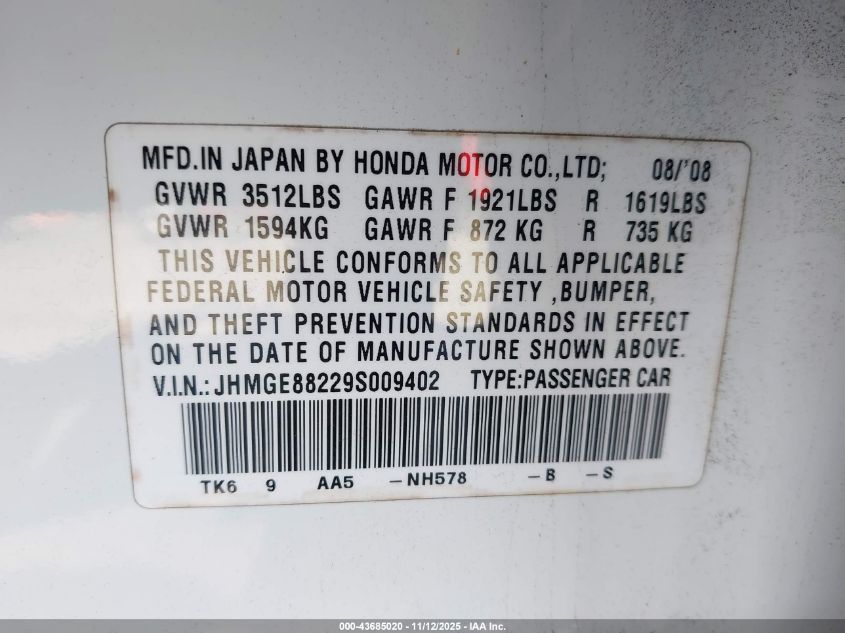 MFD.IN JAPAN BY HONDA MOTOR CO.,LTD; 08/'08
GVWR 3512LBS GAWR F 1921LBS R 1619LBS
GVWR 1594KG GAWR F 872 KG R 735 KG
THIS VEHICLE CONFORMS TO ALL APPLICABLE
FEDERAL MOTOR VEHICLE SAFETY ,BUMPER,
AND THEFT PREVENTION STANDARDS IN EFFECT
ON THE DATE OF MANUFACTURE SHOWN ABOVE.
V.I.N.:JHMGE88229S009402 TYPE:PASSENGER CAR
TK6 9 AA5 -NH578 -B -S
000-43685020 - 11/12/2025 - IAA Inc.